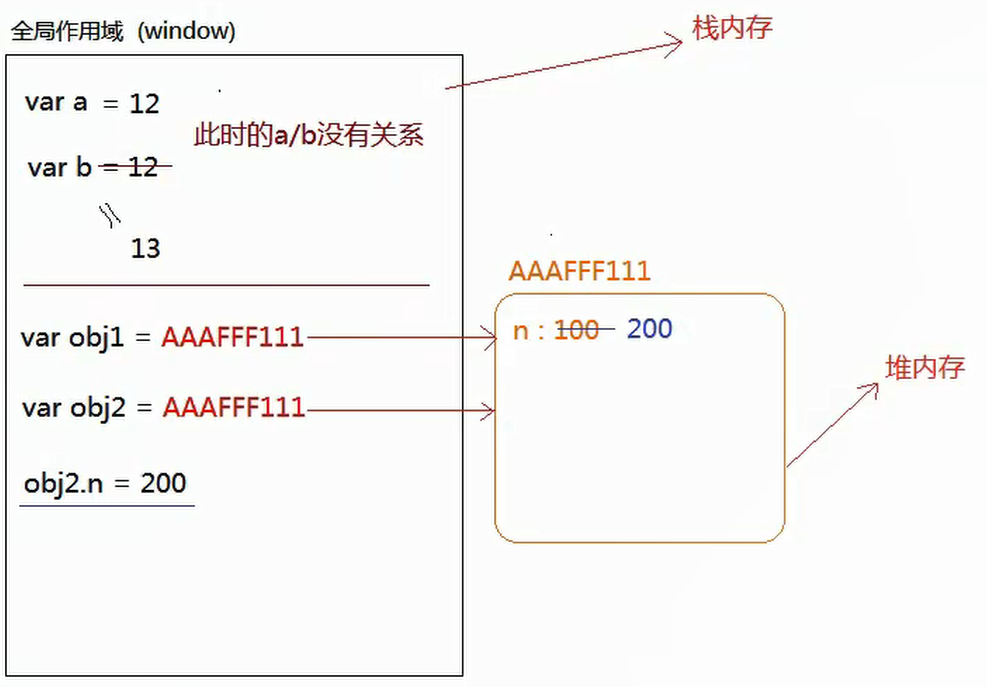 全局作用域 (window)
栈内存
var a = 12
此时的a/b没有关系
var b = 12
13
AAAFFF111
var obj1 = AAAFFF111
n : 100 200
堆内存
var obj2 = AAAFFF111
obj2.n = 200